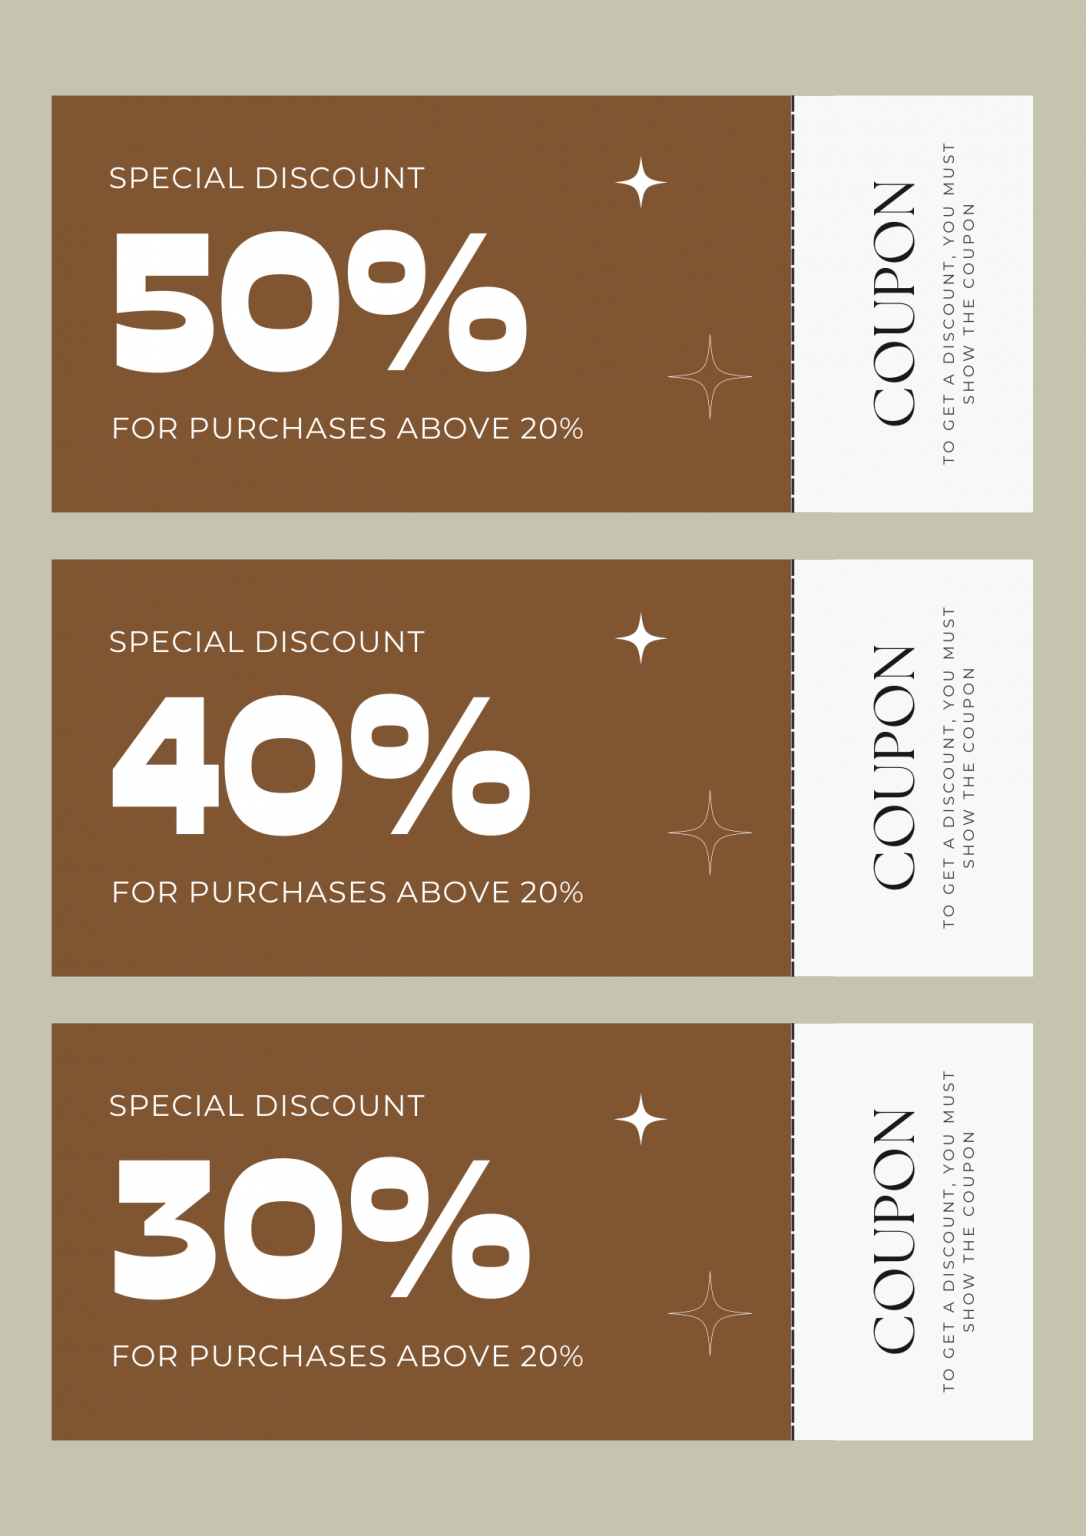 SPECIAL DISCOUNT
50%
FOR PURCHASES ABOVE 20%
COUPON
TO GET A DISCOUNT, YOU MUST
SHOW THE COUPON
SPECIAL DISCOUNT
40%
FOR PURCHASES ABOVE 20%
COUPON
TO GET A DISCOUNT, YOU MUST
SHOW THE COUPON
SPECIAL DISCOUNT
30%
FOR PURCHASES ABOVE 20%
COUPON
TO GET A DISCOUNT, YOU MUST
SHOW THE COUPON